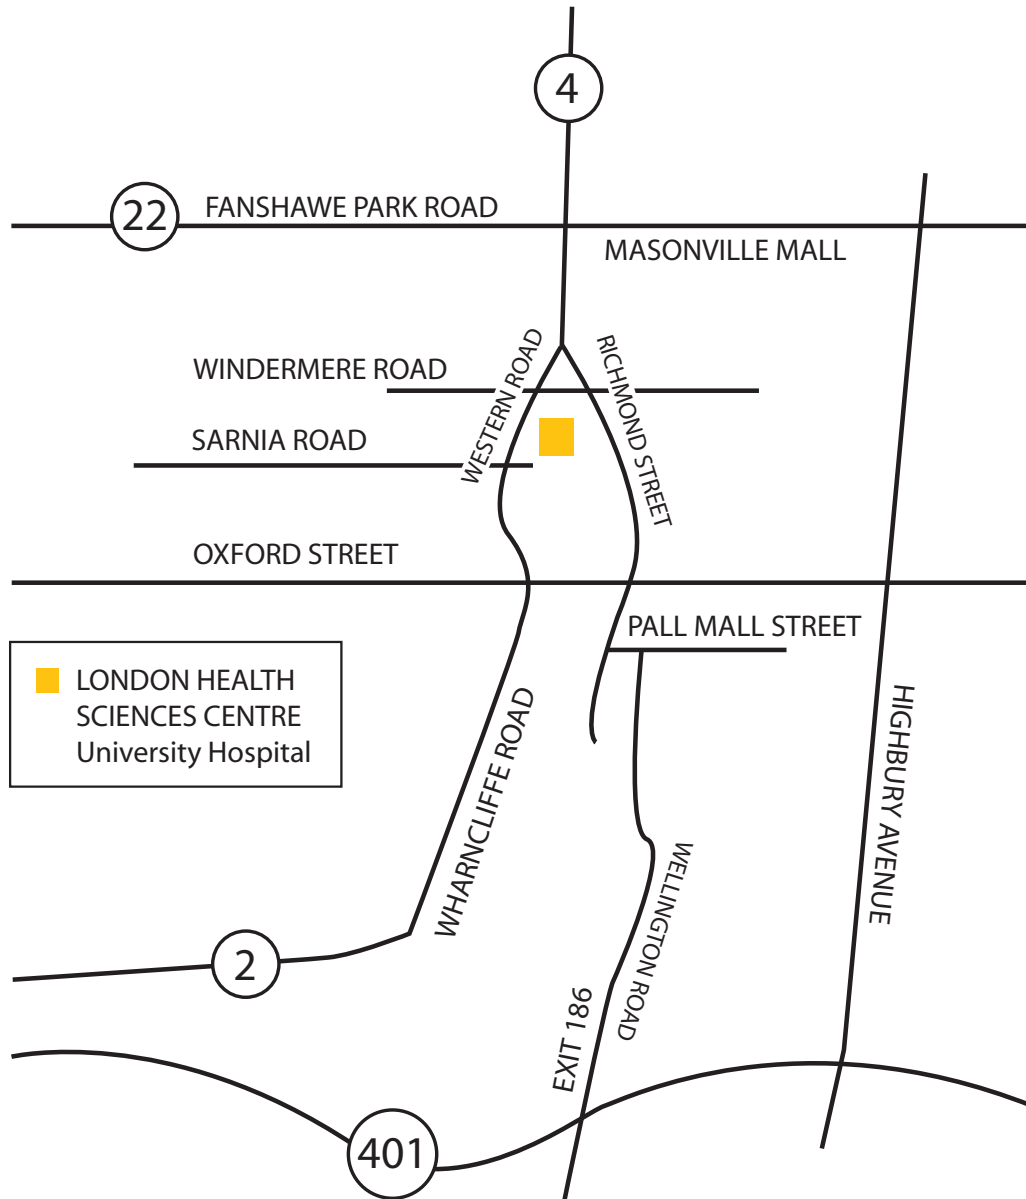 4
22
FANSHAWE PARK ROAD
MASONVILLE MALL
WESTERN ROAD
RICHMOND STREET
WINDERMERE ROAD
SARNIA ROAD
OXFORD STREET
PALL MALL STREET
LONDON HEALTH
SCIENCES CENTRE
University Hospital
WHARNCLIFFE ROAD
HIGHBURY AVENUE
WELLINGTON ROAD
2
EXIT 186
401